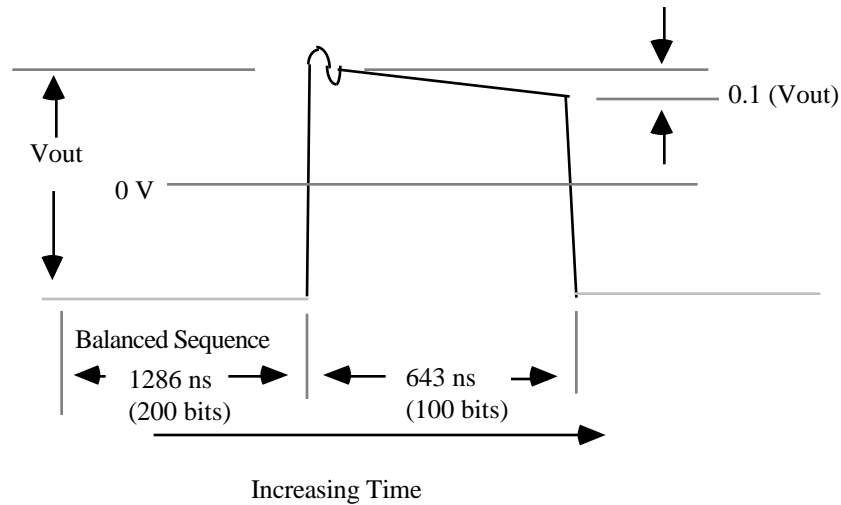 0.1 (Vout)
Vout
0 V
Balanced Sequence
1286 ns
(200 bits)
643 ns
(100 bits)
Increasing Time